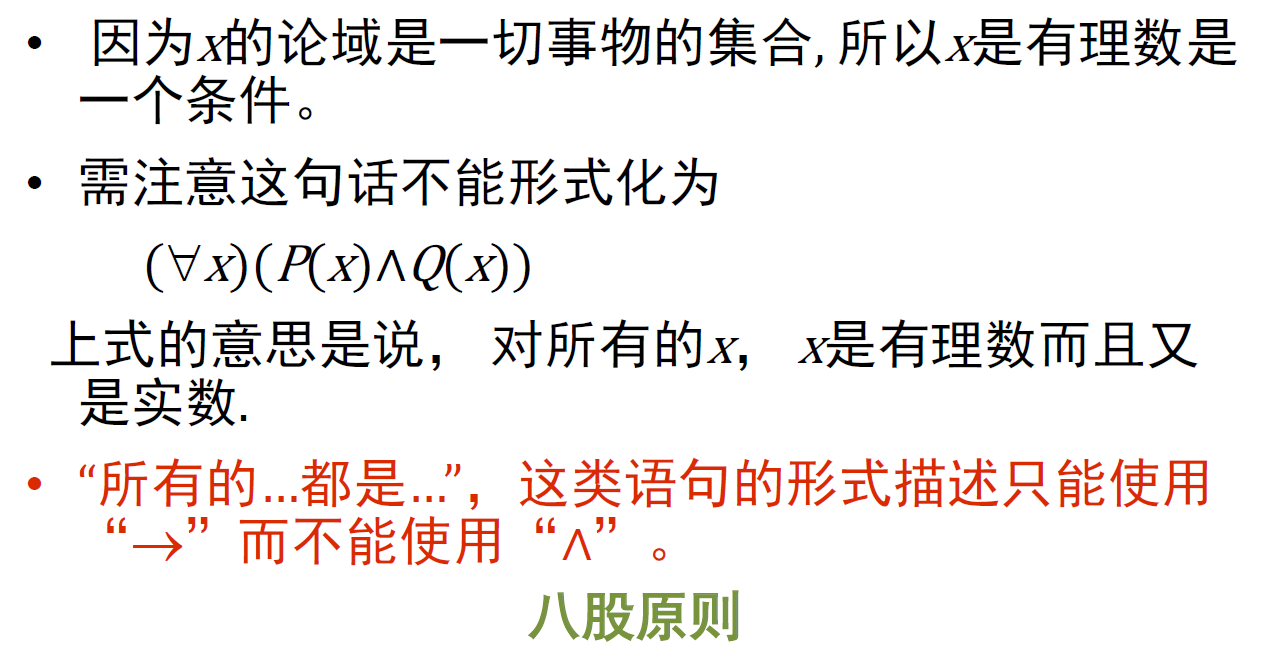 • 因为x的论域是一切事物的集合, 所以x是有理数是
一个条件。
• 需注意这句话不能形式化为
(∀x)(P(x)∧Q(x))
上式的意思是说， 对所有的x， x是有理数而且又
是实数.
• “所有的…都是…”，这类语句的形式描述只能使用
“→”而不能使用“∧”。
八股原则